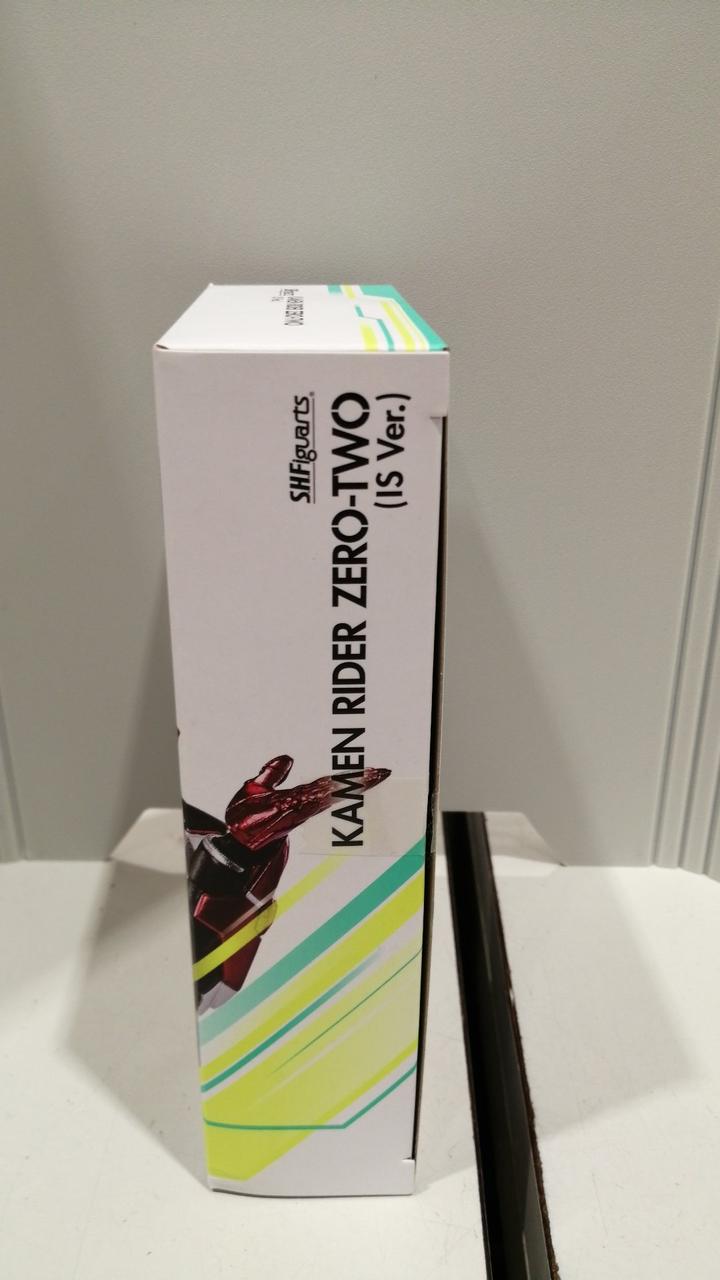 S.H.Figuarts
KAMEN RIDER ZERO-TWO
(IS Ver.)